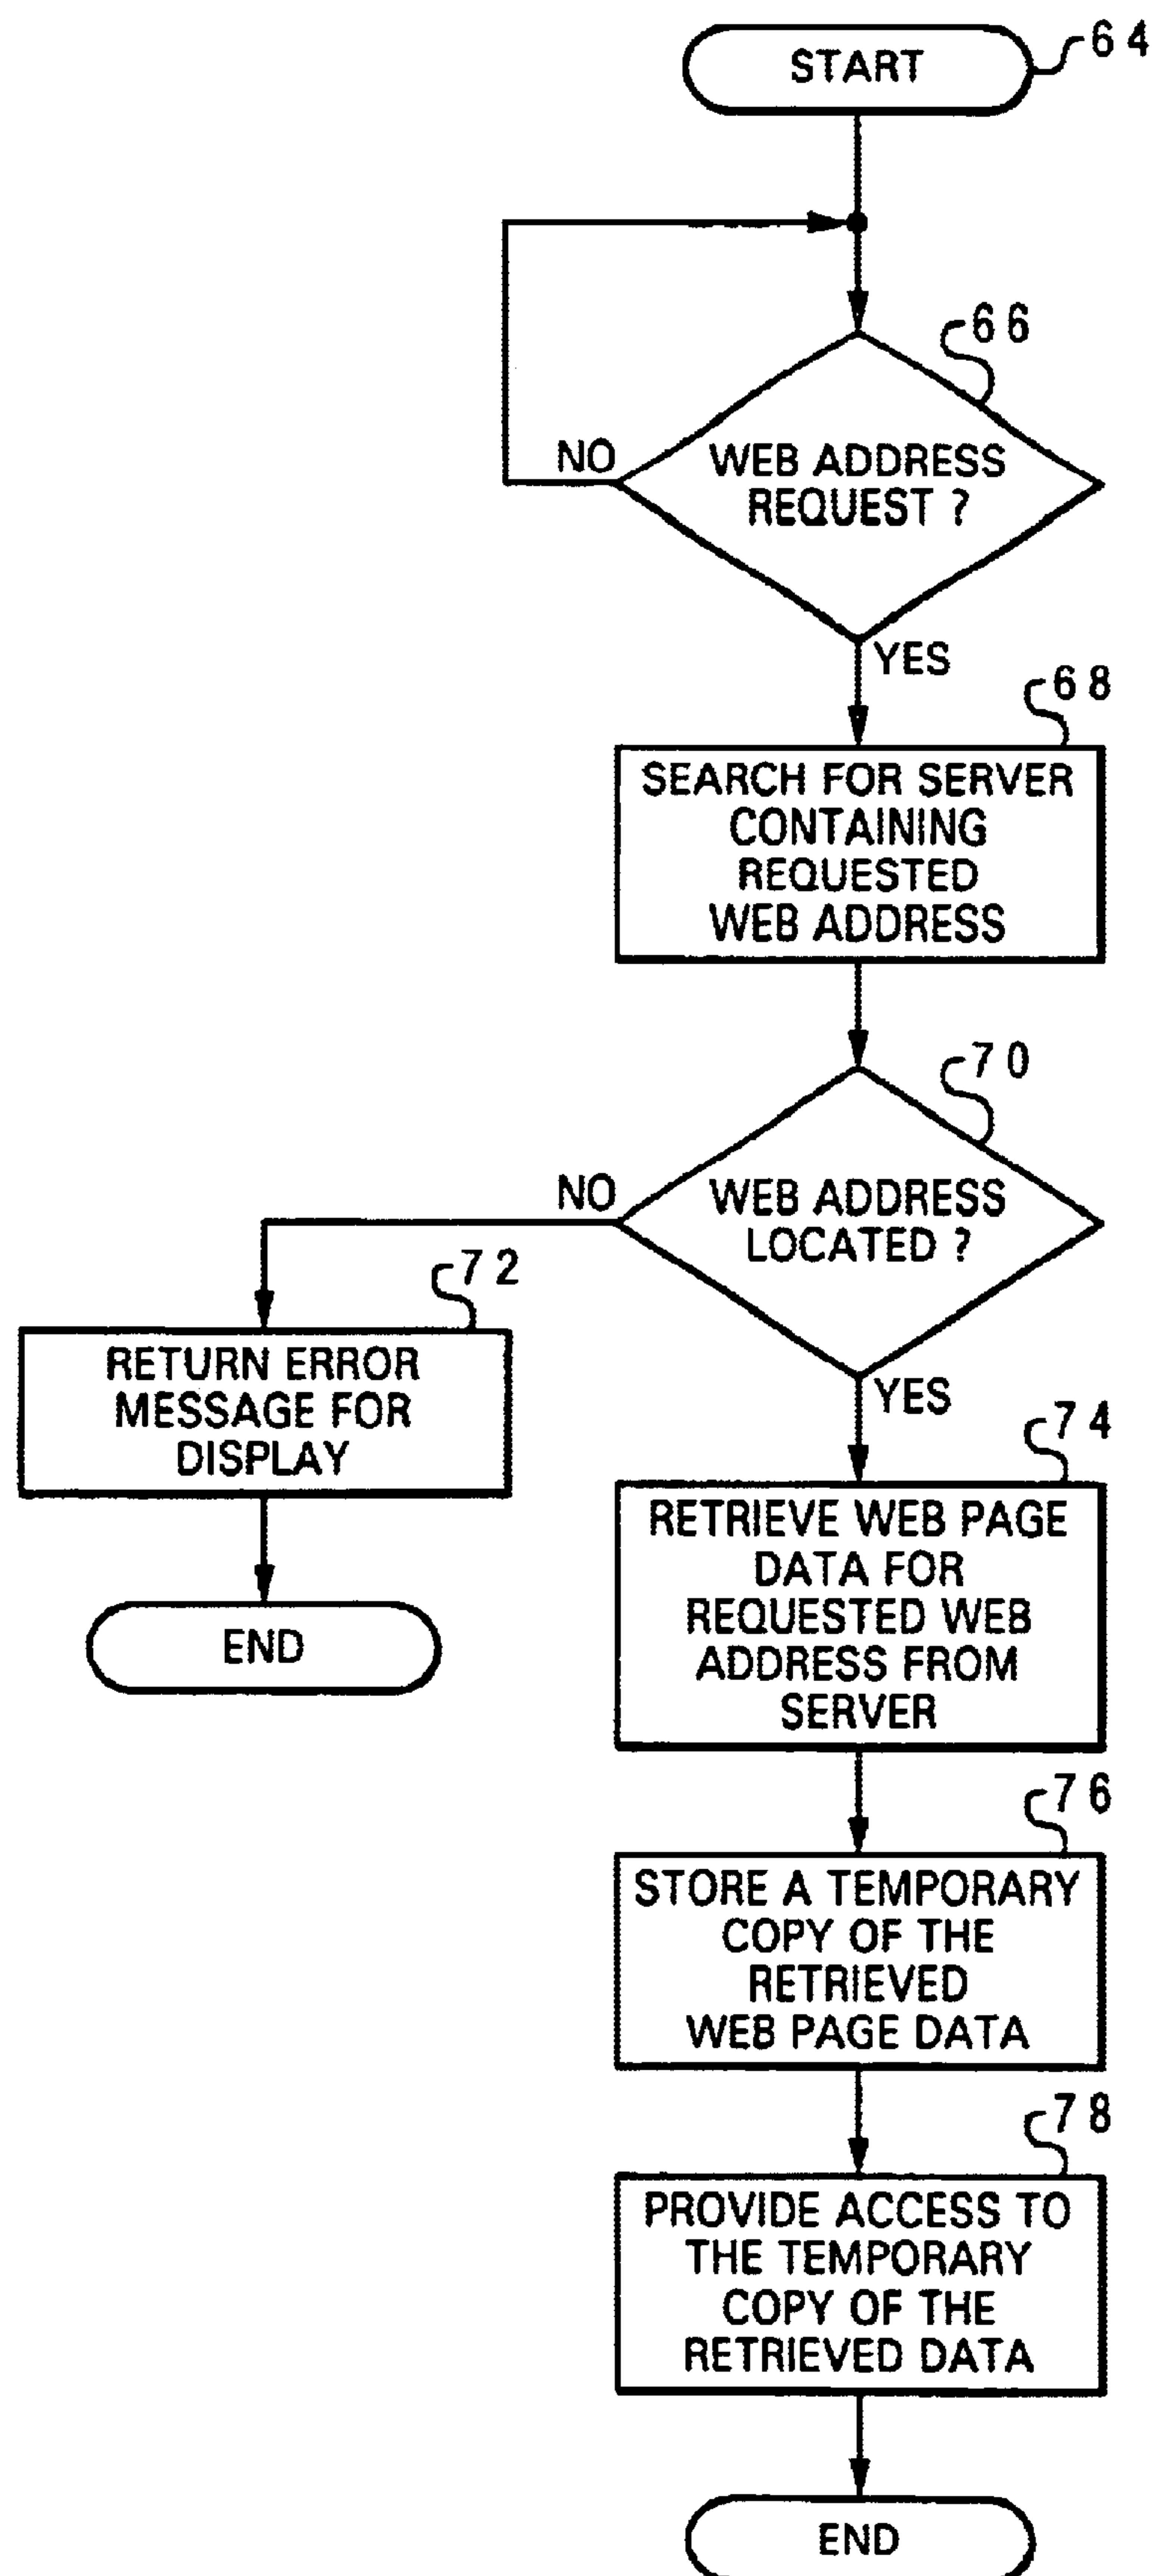 START
64
66
NO
WEB ADDRESS
REQUEST ?
YES
68
SEARCH FOR SERVER
CONTAINING
REQUESTED
WEB ADDRESS
70
NO
WEB ADDRESS
LOCATED ?
YES
72
RETURN ERROR
MESSAGE FOR
DISPLAY
END
74
RETRIEVE WEB PAGE
DATA FOR
REQUESTED WEB
ADDRESS FROM
SERVER
76
STORE A TEMPORARY
COPY OF THE
RETRIEVED
WEB PAGE DATA
78
PROVIDE ACCESS TO
THE TEMPORARY
COPY OF THE
RETRIEVED DATA
END